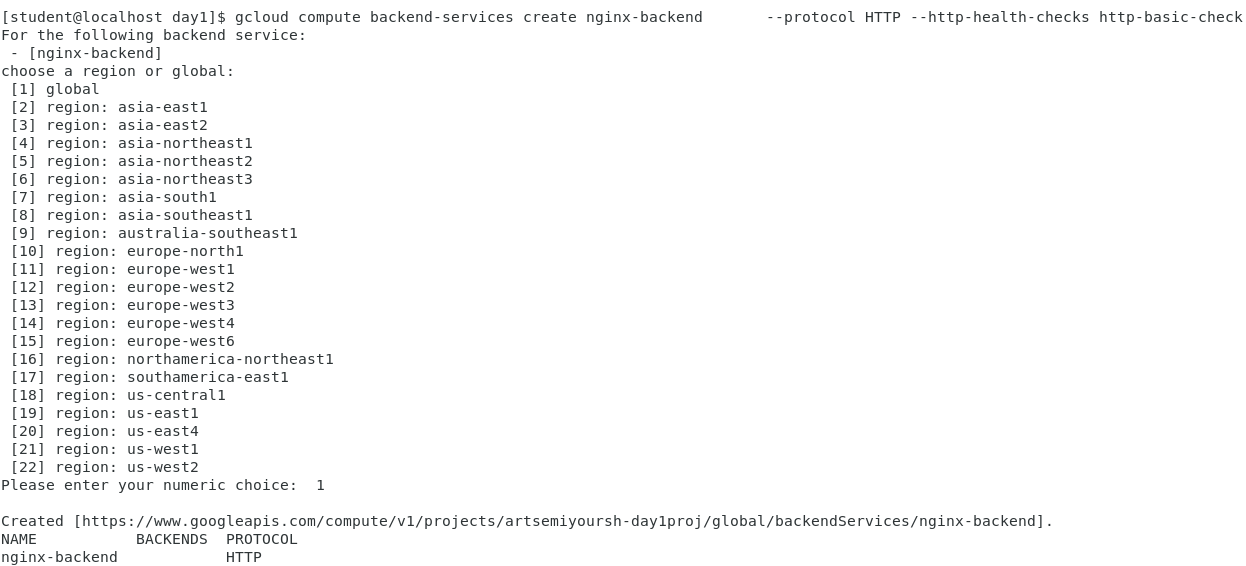 [student@localhost day1]$ gcloud compute backend-services create nginx-backend       --protocol HTTP --http-health-checks http-basic-check
For the following backend service:
 - [nginx-backend]
choose a region or global:
 [1] global
 [2] region: asia-east1
 [3] region: asia-east2
 [4] region: asia-northeast1
 [5] region: asia-northeast2
 [6] region: asia-northeast3
 [7] region: asia-south1
 [8] region: asia-southeast1
 [9] region: australia-southeast1
 [10] region: europe-north1
 [11] region: europe-west1
 [12] region: europe-west2
 [13] region: europe-west3
 [14] region: europe-west4
 [15] region: europe-west6
 [16] region: northamerica-northeast1
 [17] region: southamerica-east1
 [18] region: us-central1
 [19] region: us-east1
 [20] region: us-east4
 [21] region: us-west1
 [22] region: us-west2
Please enter your numeric choice:  1

Created [https://www.googleapis.com/compute/v1/projects/artsemiyoursh-day1proj/global/backendServices/nginx-backend].
NAME           BACKENDS  PROTOCOL
nginx-backend            HTTP